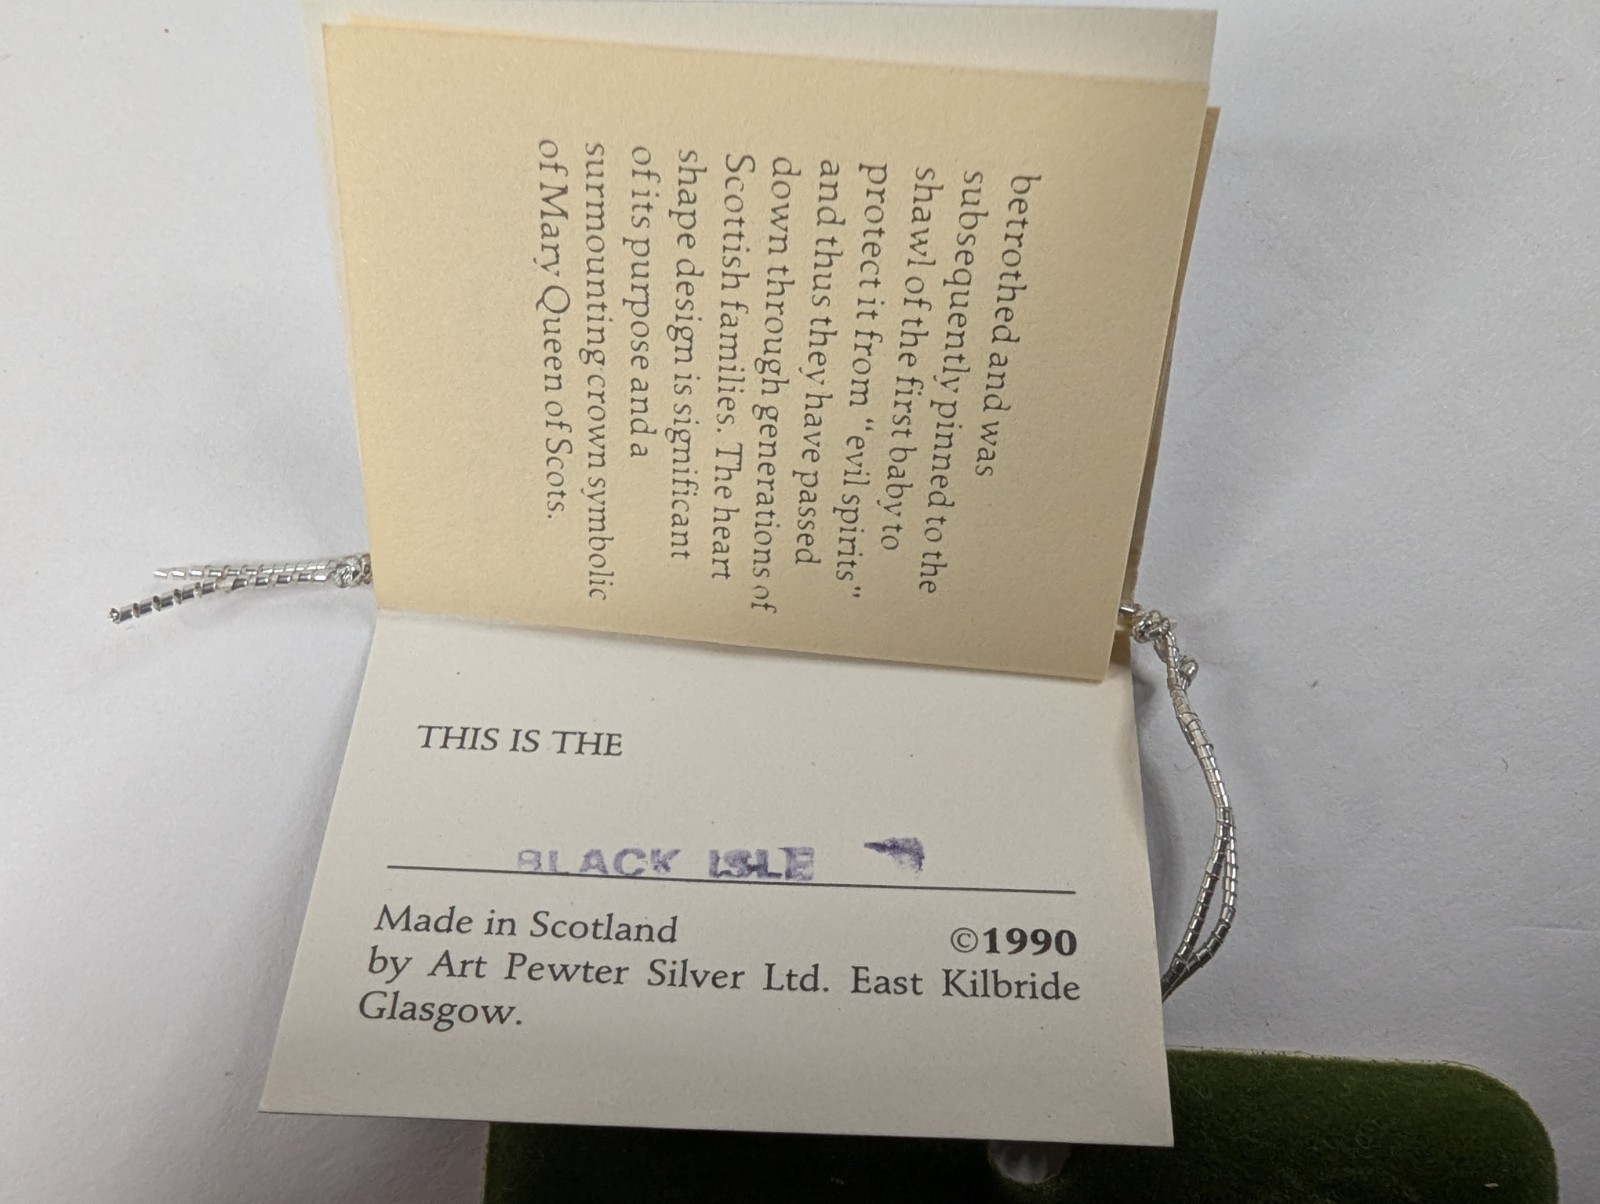 betrothed and was
subsequently pinned to the
shawl of the first baby to
protect it from "evil spirits"
and thus they have passed
down through generations of
Scottish families. The heart
shape design is significant
of its purpose and a
surmounting crown symbolic
of Mary Queen of Scots.
THIS IS THE
BLACK ISLE
Made in Scotland ©1990
by Art Pewter Silver Ltd. East Kilbride
Glasgow.